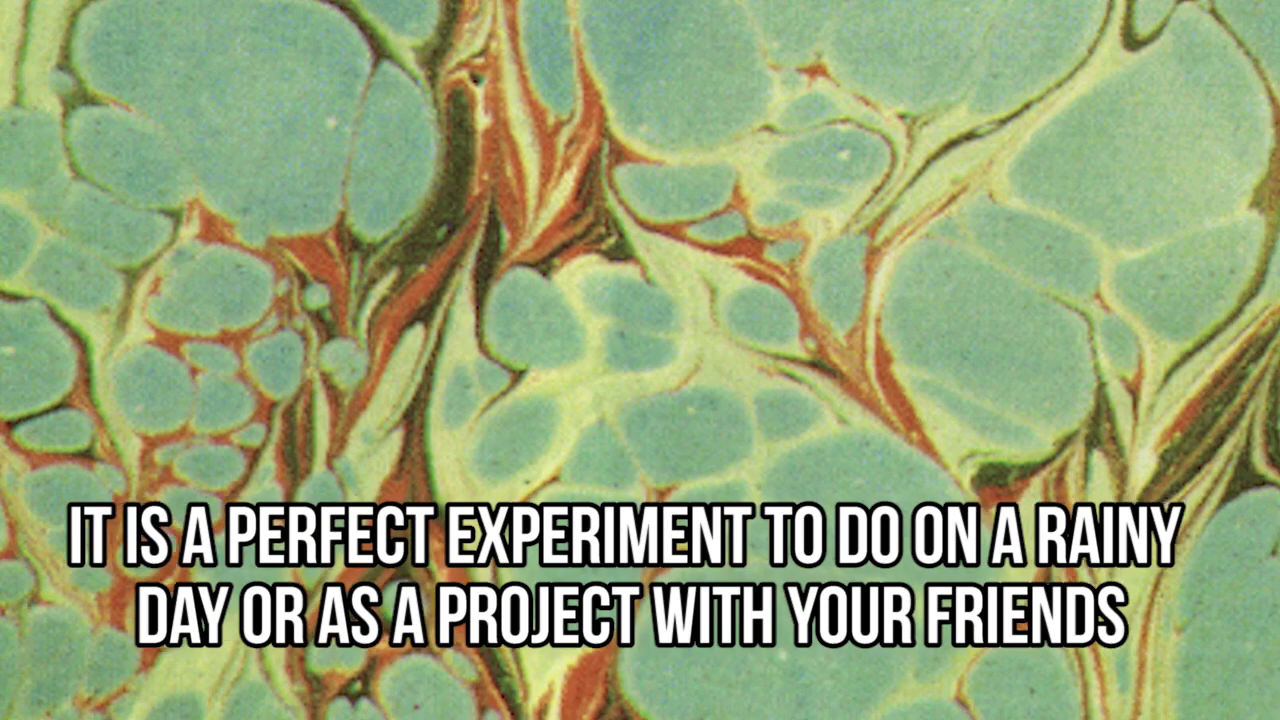 IT IS A PERFECT EXPERIMENT TO DO ON A RAINY
DAY OR AS A PROJECT WITH YOUR FRIENDS